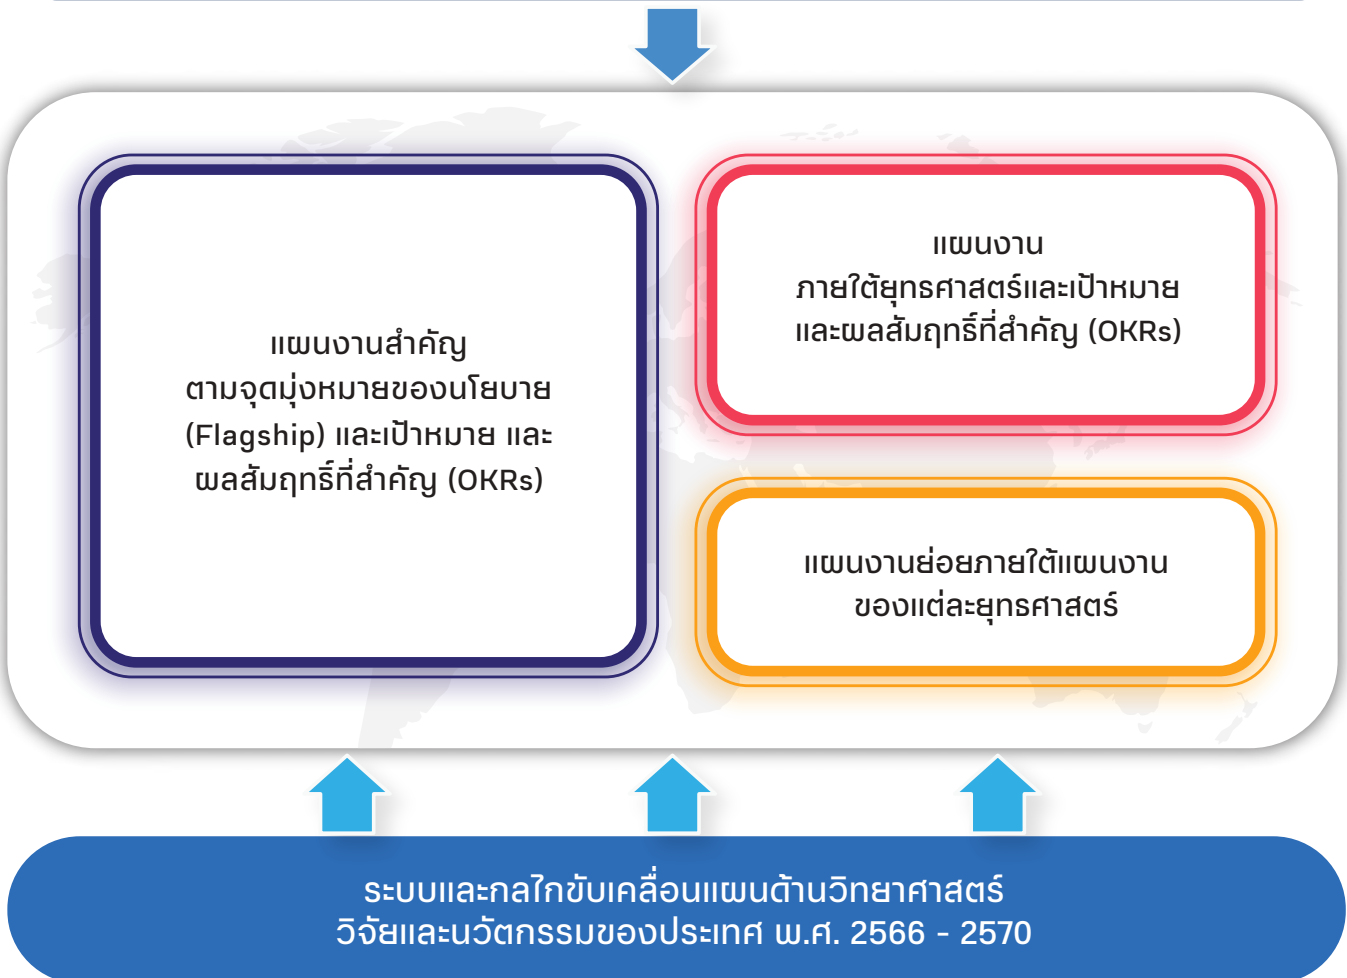 แผนงานสำคัญ
ตามจุดมุ่งหมายของนโยบาย
(Flagship) และเป้าหมาย และ
ผลสัมฤทธิ์ที่สำคัญ (OKRs)
แผนงาน
ภายใต้ยุทธศาสตร์และเป้าหมาย
และผลสัมฤทธิ์ที่สำคัญ (OKRs)
แผนงานย่อยภายใต้แผนงาน
ของแต่ละยุทธศาสตร์
ระบบและกลไกขับเคลื่อนแผนด้านวิทยาศาสตร์
วิจัยและนวัตกรรมของประเทศ พ.ศ. 2566 - 2570